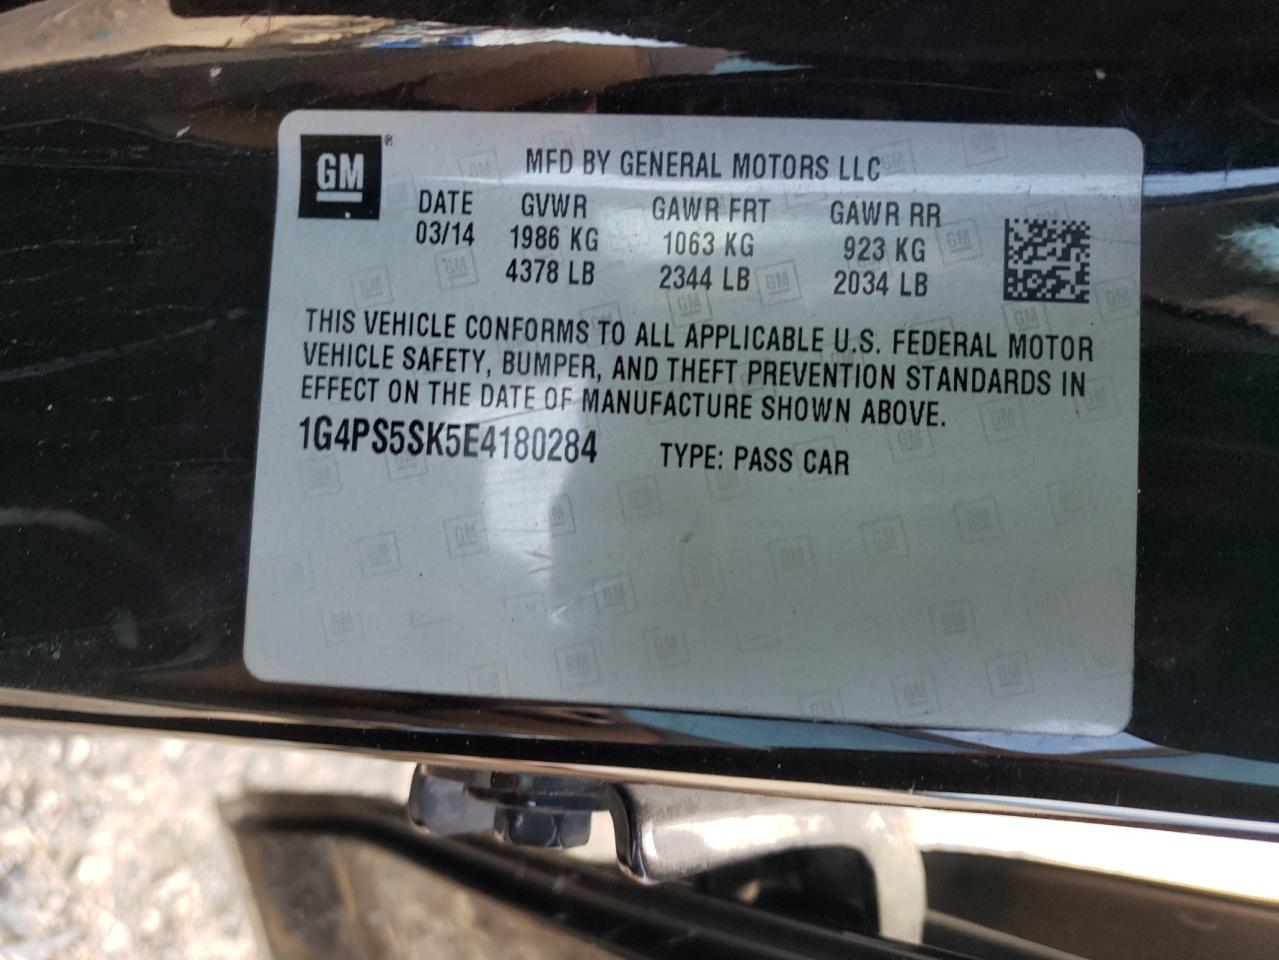 GM ® MFD BY GENERAL MOTORS LLC
DATE GVWR GAWR FRT GAWR RR
03/14 1986 KG 1063 KG 923 KG
4378 LB 2344 LB 2034 LB
THIS VEHICLE CONFORMS TO ALL APPLICABLE U.S. FEDERAL MOTOR
VEHICLE SAFETY, BUMPER, AND THEFT PREVENTION STANDARDS IN
EFFECT ON THE DATE OF MANUFACTURE SHOWN ABOVE.
1G4PS5SK5E4180284 TYPE: PASS CAR